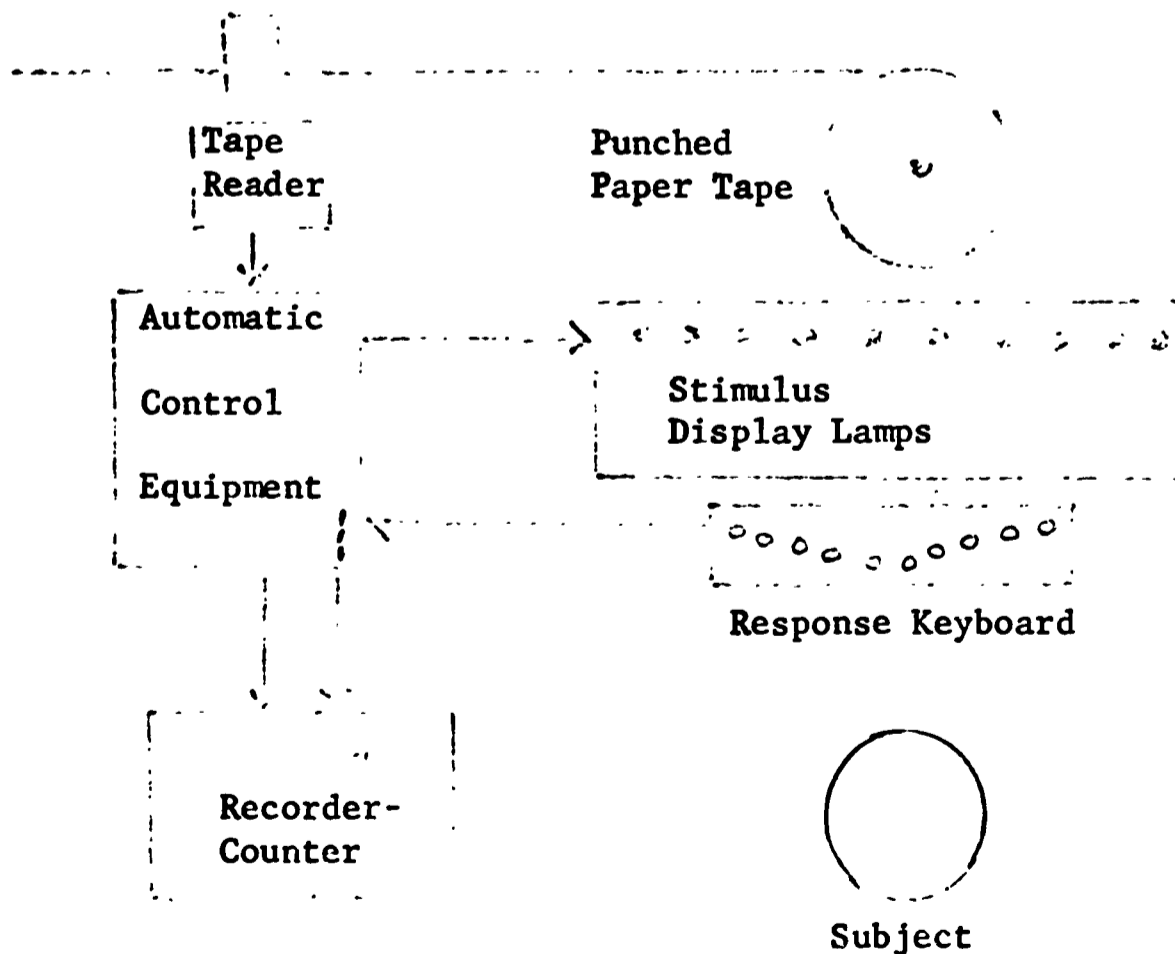 Tape
Reader
Punched
Paper Tape
Automatic
Control
Equipment
Stimulus
Display Lamps
Response Keyboard
Recorder-
Counter
Subject